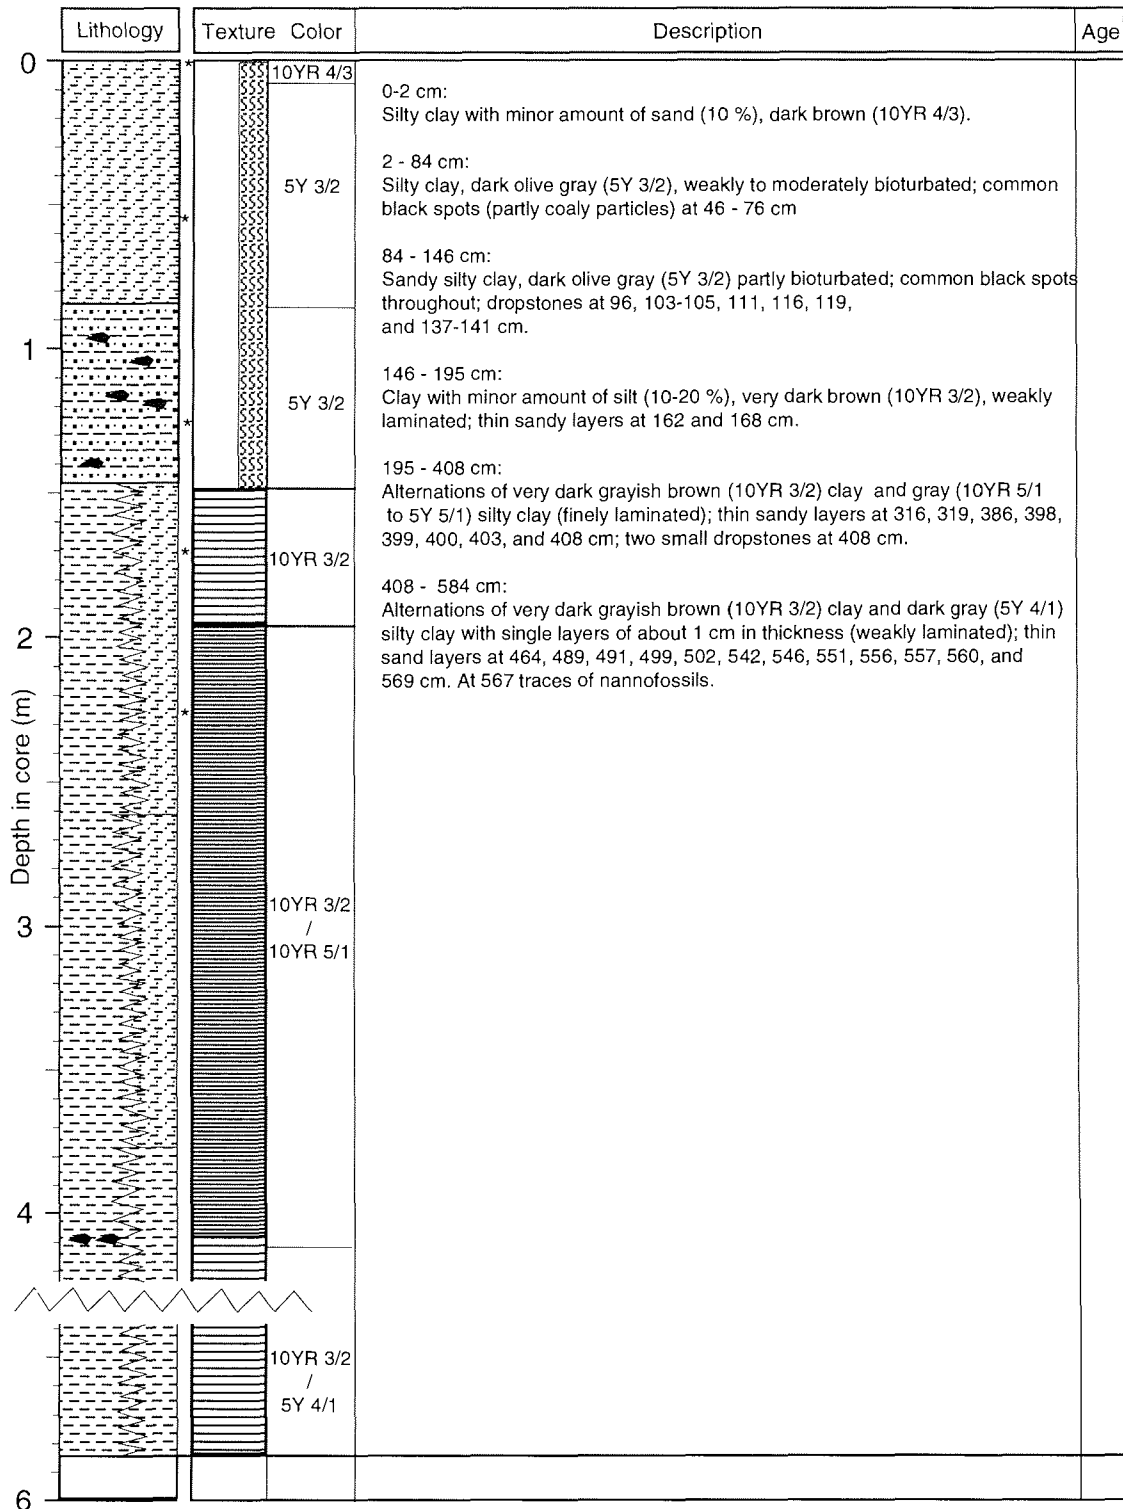 Lithology Texture Color Description Age
0
10YR 4/3
0-2 cm:
Silty clay with minor amount of sand (10 %), dark brown (10YR 4/3).
2 - 84 cm:
Silty clay, dark olive gray (5Y 3/2), weakly to moderately bioturbated; common
black spots (partly coaly particles) at 46 - 76 cm
5Y 3/2
84 - 146 cm:
Sandy silty clay, dark olive gray (5Y 3/2) partly bioturbated; common black spots
throughout; dropstones at 96, 103-105, 111, 116, 119,
and 137-141 cm.
1
5Y 3/2
146 - 195 cm:
Clay with minor amount of silt (10-20 %), very dark brown (10YR 3/2), weakly
laminated; thin sandy layers at 162 and 168 cm.
195 - 408 cm:
Alternations of very dark grayish brown (10YR 3/2) clay and gray (10YR 5/1
to 5Y 5/1) silty clay (finely laminated); thin sandy layers at 316, 319, 386, 398,
399, 400, 403, and 408 cm; two small dropstones at 408 cm.
10YR 3/2
408 - 584 cm:
Alternations of very dark grayish brown (10YR 3/2) clay and dark gray (5Y 4/1)
silty clay with single layers of about 1 cm in thickness (weakly laminated); thin
sand layers at 464, 489, 491, 499, 502, 542, 546, 551, 556, 557, 560, and
569 cm. At 567 traces of nannofossils.
2
Depth in core (m)
3
10YR 3/2
/
10YR 5/1
4
10YR 3/2
/
5Y 4/1
6